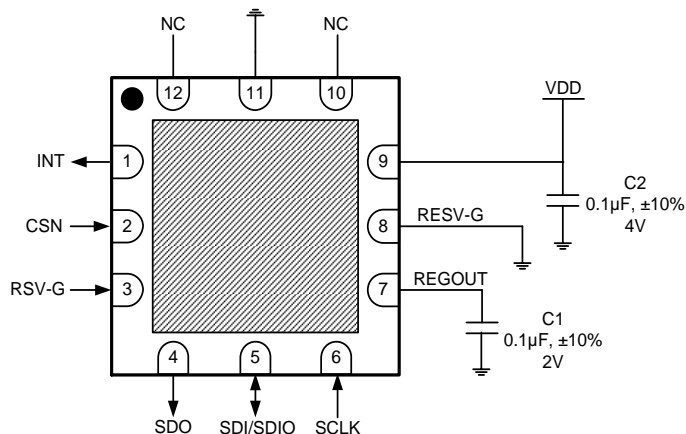 NC
NC
12
11
10
VDD
INT
1
9
C2
0.1µF, ±10%
4V
CSN
2
8
RESV-G
RSV-G
3
7
REGOUT
C1
0.1µF, ±10%
2V
4
5
6
SDO
SDI/SDIO
SCLK